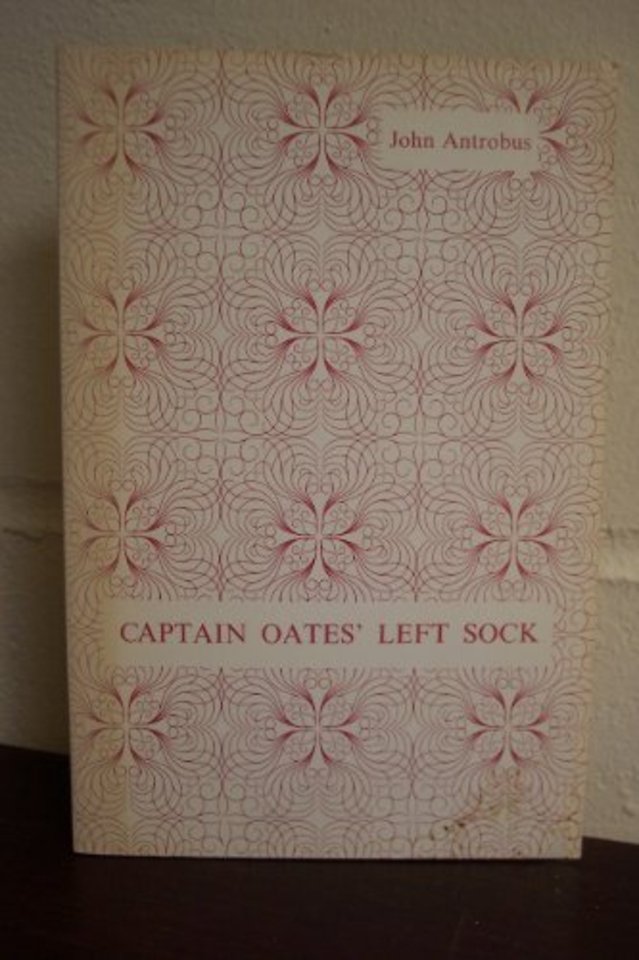 John Antrobus
CAPTAIN OATES' LEFT SOCK